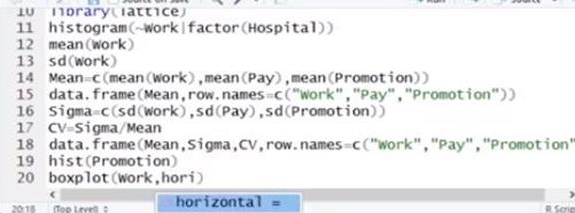 10 library(lattice)
11 histogram(~Work|factor(Hospital))
12 mean(Work)
13 sd(Work)
14 Mean=c(mean(Work),mean(Pay),mean(Promotion))
15 data.frame(Mean,row.names=c("Work","Pay","Promotion"))
16 Sigma=c(sd(Work),sd(Pay),sd(Promotion))
17 CV=Sigma/Mean
18 data.frame(Mean,Sigma,CV,row.names=c("Work","Pay","Promotion"
19 hist(Promotion)
20 boxplot(Work,hori)
horizontal =
20:18 (Top Level) R Scrip